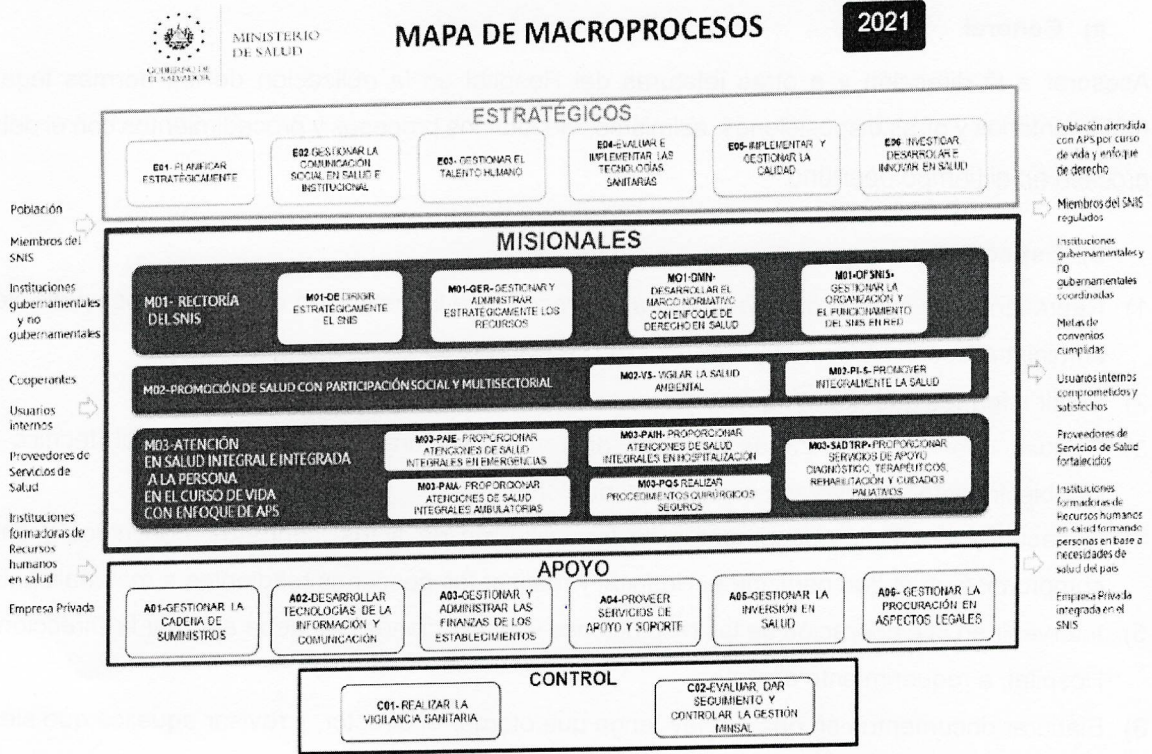 GOBIERNO DE
EL SALVADOR
MINISTERIO
DE SALUD
MAPA DE MACROPROCESOS
2021
ESTRATÉGICOS
E01- PLANIFICAR
ESTRATÉGICAMENTE
E02 GESTIONAR LA
COMUNICACIÓN
SOCIAL EN SALUD E
INSTITUCIONAL
E03- GESTIONAR EL
TALENTO HUMANO
E04-EVALUAR E
IMPLEMENTAR LAS
TECNOLOGÍAS
SANITARIAS
E05-IMPLEMENTAR Y
GESTIONAR LA
CALIDAD
E06-INVESTIGAR
DESARROLAR E
INNOVAR EN SALUD
Población
Miembros del
SNIS
Instituciones
gubernamentales
y no
gubernamentales
Cooperantes
Usuarios
internos
Proveedores de
Servicios de
Salud
Instituciones
formadoras de
Recursos
humanos
en salud
Empresa Privada
MISIONALES
M01- RECTORÍA
DEL SNIS
M01-DE DIRIGIR
ESTRATÉGICAMENTE
EL SNIS
M01-GER- GESTIONAR Y
ADMINISTRAR
ESTRATÉGICAMENTE LOS
RECURSOS
M01-DMN-
DESARROLLAR EL
MARCO NORMATIVO
CON ENFOQUE DE
DERECHO EN SALUD
M01-OFSNIS-
GESTIONAR LA
ORGANIZACIÓN Y
EL FUNCIONAMIENTO
DEL SNIS EN RED
M02-PROMOCIÓN DE SALUD CON PARTICIPACIÓN SOCIAL Y MULTISECTORIAL
M02-VS- VIGILAR LA SALUD
AMBIENTAL
M02-PI-S- PROMOVER
INTEGRALMENTE LA SALUD
M03-ATENCIÓN
EN SALUD INTEGRAL E INTEGRADA
A LA PERSONA
EN EL CURSO DE VIDA
CON ENFOQUE DE APS
M03-PAIE- PROPORCIONAR
ATENCIONES DE SALUD
INTEGRALES EN EMERGENCIAS
M03-PAIH- PROPORCIONAR
ATENCIONES DE SALUD
INTEGRALES EN HOSPITALIZACIÓN
M03-PAIA- PROPORCIONAR
ATENCIONES DE SALUD
INTEGRALES AMBULATORIAS
M03-PQS REALIZAR
PROCEDIMIENTOS QUIRÚRGICOS
SEGUROS
M03-SADTRP- PROPORCIONAR
SERVICIOS DE APOYO
DIAGNÓSTICO, TERAPÉUTICOS,
REHABILITACIÓN Y CUIDADOS
PALIATIVOS
Población atendida
con APS por curso
de vida y enfoque
de derecho
Miembros del SNIS
regulados
Instituciones
gubernamentales y
no
gubernamentales
coordinadas
Metas de
convenios
cumplidas
Usuarios internos
comprometidos y
satisfechos
Proveedores de
Servicios de Salud
fortalecidos
Instituciones
formadoras de
Recursos humanos
en salud formando
personas en base a
necesidades de
salud del país
Empresa Privada
integrada en el
SNIS
APOYO
A01-GESTIONAR LA
CADENA DE
SUMINISTROS
A02-DESARROLLAR
TECNOLOGÍAS DE LA
INFORMACIÓN Y
COMUNICACIÓN
A03-GESTIONAR Y
ADMINISTRAR LAS
FINANZAS DE LOS
ESTABLECIMIENTOS
A04-PROVEER
SERVICIOS DE
APOYO Y SOPORTE
A05-GESTIONAR LA
INVERSIÓN EN
SALUD
A06- GESTIONAR LA
PROCURACIÓN EN
ASPECTOS LEGALES
CONTROL
C01- REALIZAR LA
VIGILANCIA SANITARIA
C02-EVALUAR, DAR
SEGUIMIENTO Y
CONTROLAR LA GESTIÓN
MINSAL